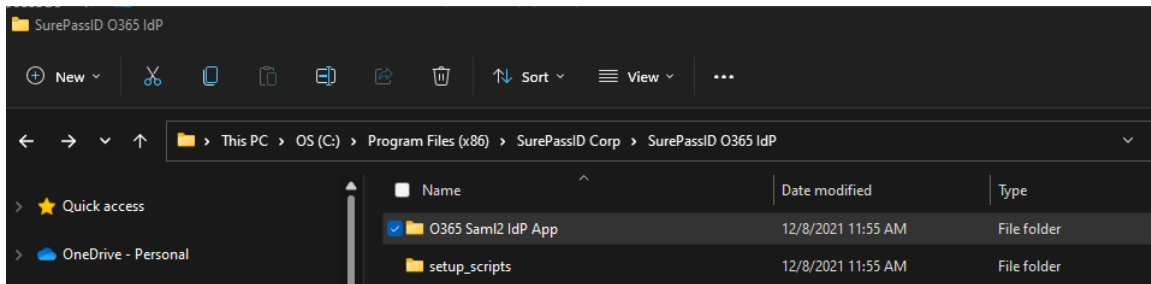 SurePassID O365 IdP
New Sort View
This PC > OS (C:) > Program Files (x86) > SurePassID Corp > SurePassID O365 IdP
Name Date modified Type
Quick access
O365 Saml2 IdP App 12/8/2021 11:55 AM File folder
OneDrive - Personal
setup_scripts 12/8/2021 11:55 AM File folder